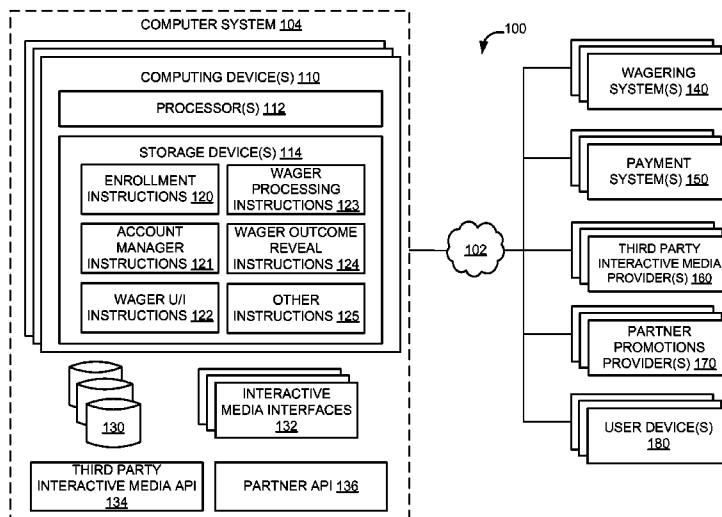 COMPUTER SYSTEM 104
COMPUTING DEVICE(S) 110
PROCESSOR(S) 112
STORAGE DEVICE(S) 114
ENROLLMENT
INSTRUCTIONS 120
WAGER
PROCESSING
INSTRUCTIONS 123
ACCOUNT
MANAGER
INSTRUCTIONS 121
WAGER OUTCOME
REVEAL
INSTRUCTIONS 124
WAGER U/I
INSTRUCTIONS 122
OTHER
INSTRUCTIONS 125
130
INTERACTIVE
MEDIA INTERFACES
132
THIRD PARTY
INTERACTIVE MEDIA API
134
PARTNER API 136
102
100
WAGERING
SYSTEM(S) 140
PAYMENT
SYSTEM(S) 150
THIRD PARTY
INTERACTIVE MEDIA
PROVIDER(S) 160
PARTNER
PROMOTIONS
PROVIDER(S) 170
USER DEVICE(S)
180